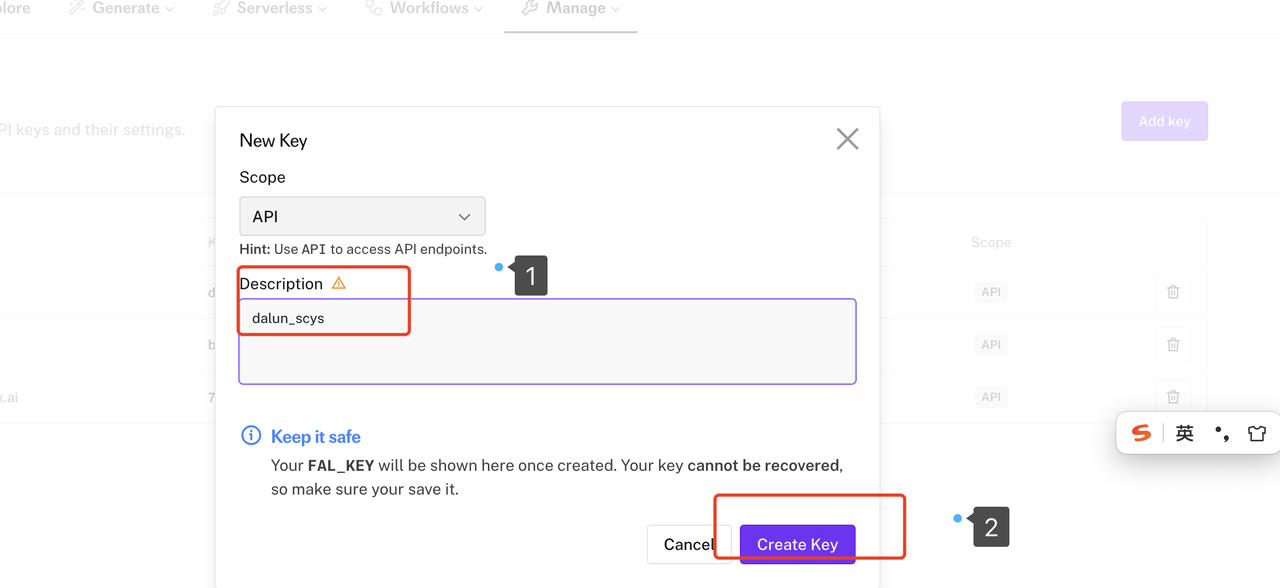 lore Generate Serverless Workflows Manage
PI keys and their settings.
Add key
New Key
Scope
API
Hint: Use API to access API endpoints.
1
Description
dalun_scys
K
Scope
d
API
b
API
x.ai
7
API
英
Keep it safe
Your FAL_KEY will be shown here once created. Your key cannot be recovered,
so make sure your save it.
Cancel
Create Key
2